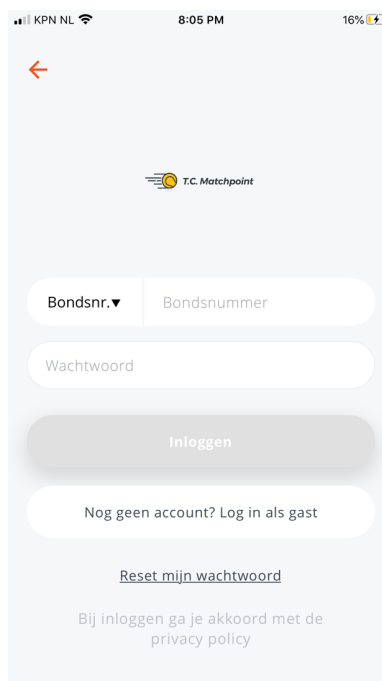 KPN NL 8:05 PM 16%
T.C. Matchpoint
Bondsnr.▼ Bondsnummer
Wachtwoord
Inloggen
Nog geen account? Log in als gast
Reset mijn wachtwoord
Bij inloggen ga je akkoord met de
privacy policy